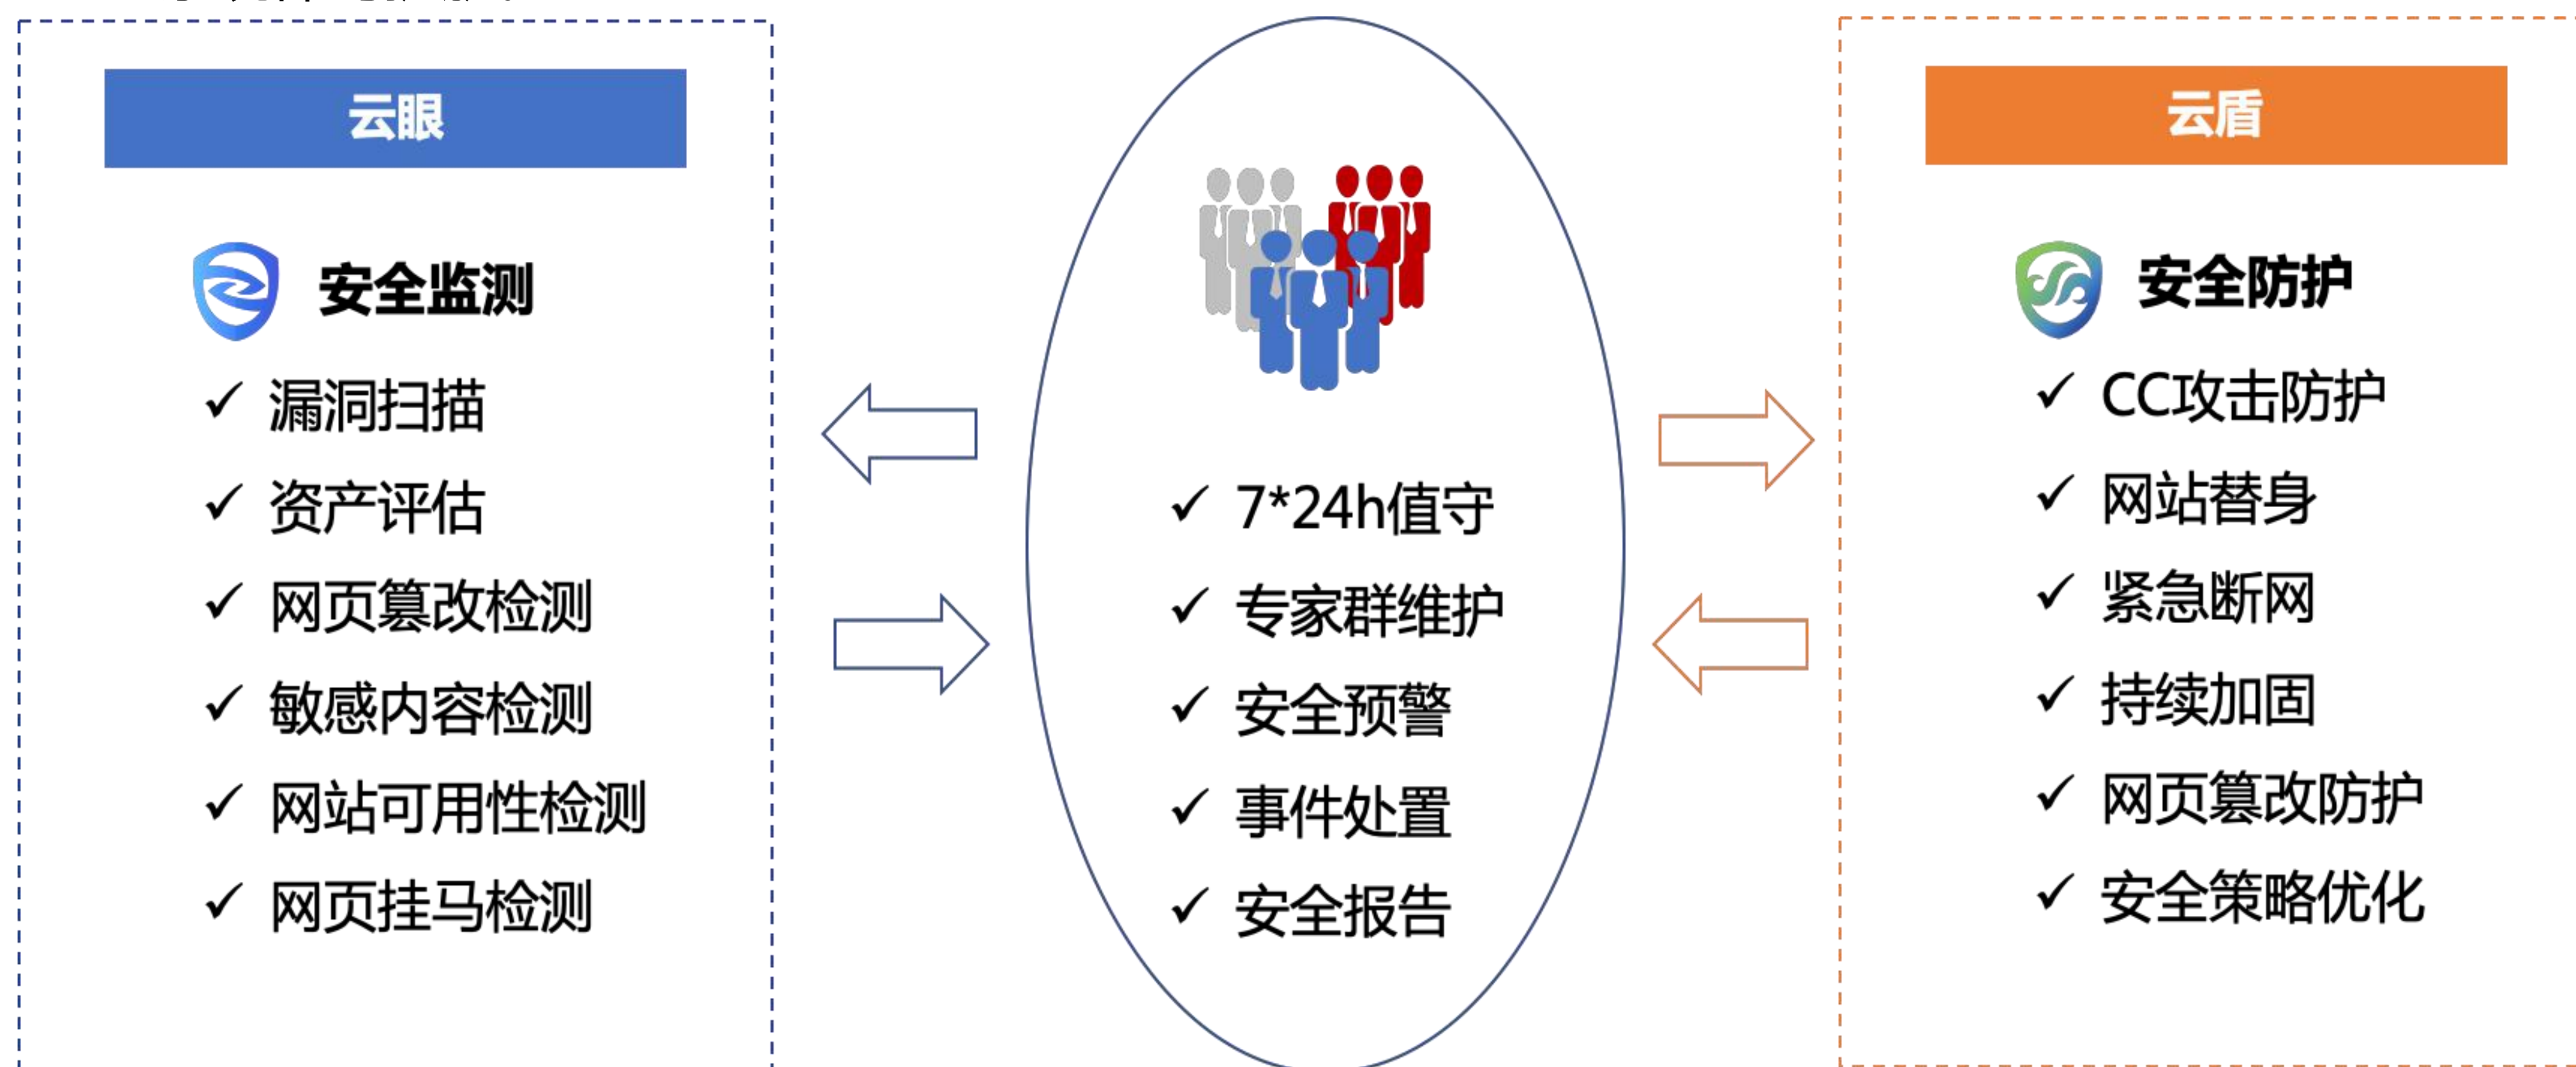 云眼
安全监测
✓ 漏洞扫描
✓ 资产评估
✓ 网页篡改检测
✓ 敏感内容检测
✓ 网站可用性检测
✓ 网页挂马检测
✓ 7*24h值守
✓ 专家群维护
✓ 安全预警
✓ 事件处置
✓ 安全报告
云盾
安全防护
✓ CC攻击防护
✓ 网站替身
✓ 紧急断网
✓ 持续加固
✓ 网页篡改防护
✓ 安全策略优化